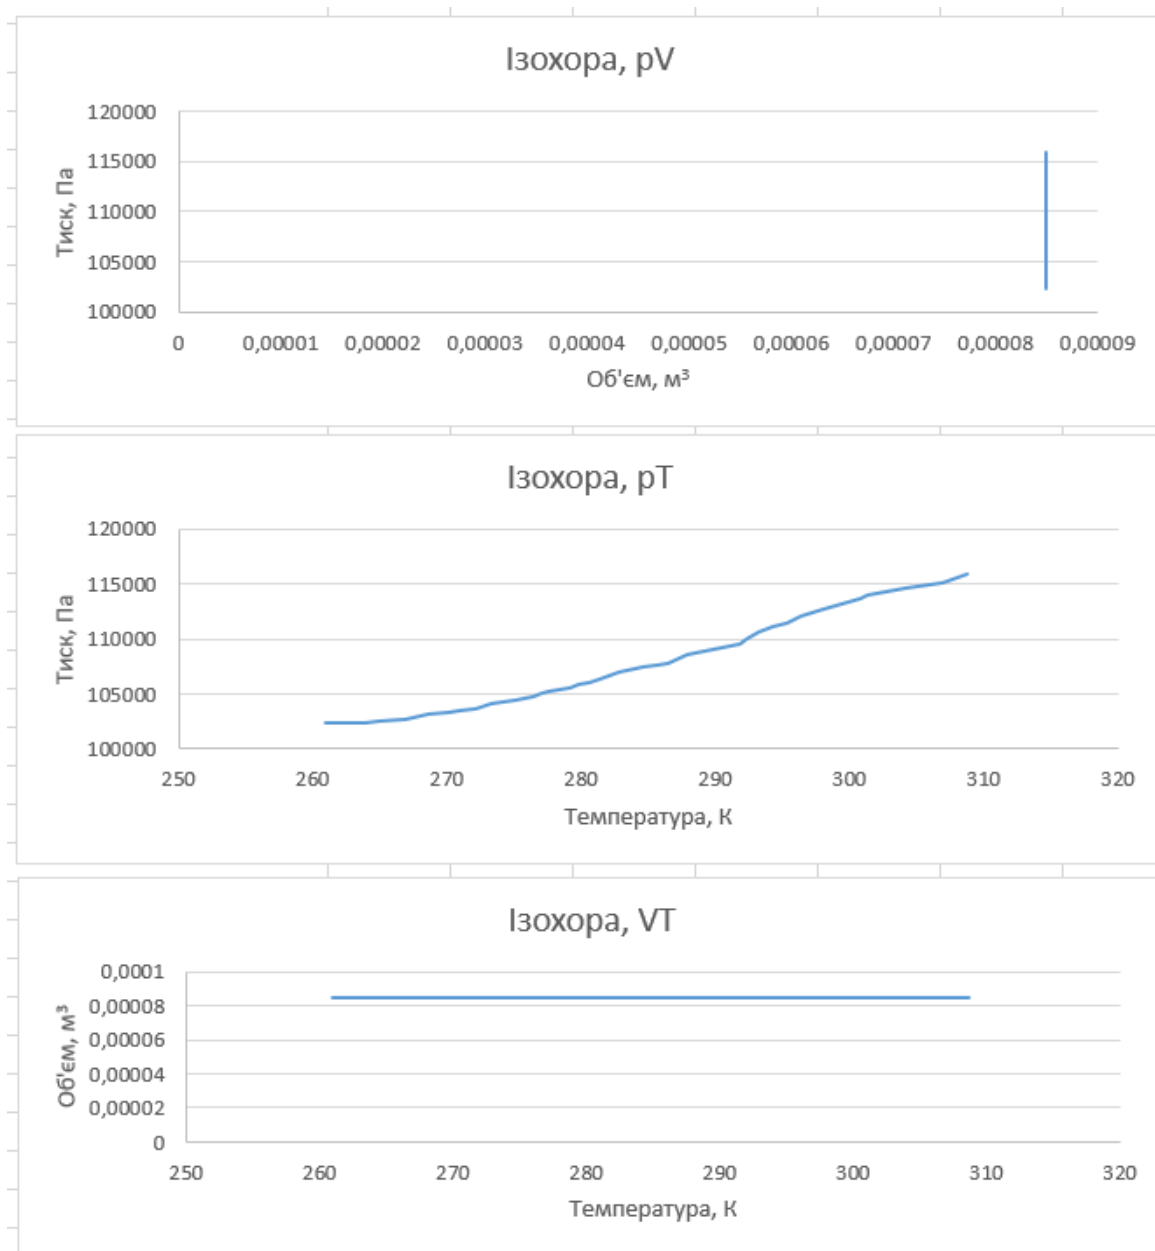 Ізохора, pV
120000
115000
110000
105000
100000
Тиск, Па
0 0,00001 0,00002 0,00003 0,00004 0,00005 0,00006 0,00007 0,00008 0,00009
Об'єм, м³
Ізохора, pT
120000
115000
110000
105000
100000
Тиск, Па
250 260 270 280 290 300 310 320
Температура, К
Ізохора, VT
0,0001
0,00008
0,00006
0,00004
0,00002
0
Об'єм, м³
250 260 270 280 290 300 310 320
Температура, К